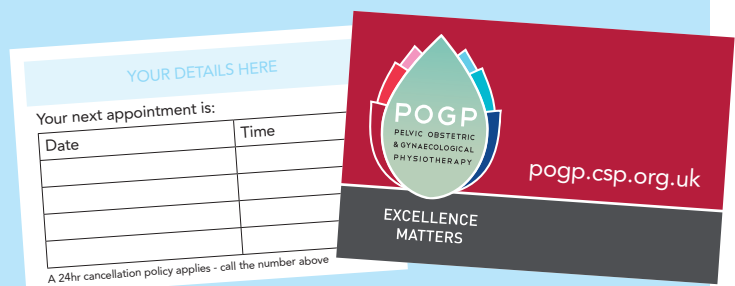 YOUR DETAILS HERE
Your next appointment is:
Date Time
A 24hr cancellation policy applies - call the number above
POGP
PELVIC OBSTETRIC
& GYNAECOLOGICAL
PHYSIOTHERAPY
pogp.csp.org.uk
EXCELLENCE
MATTERS